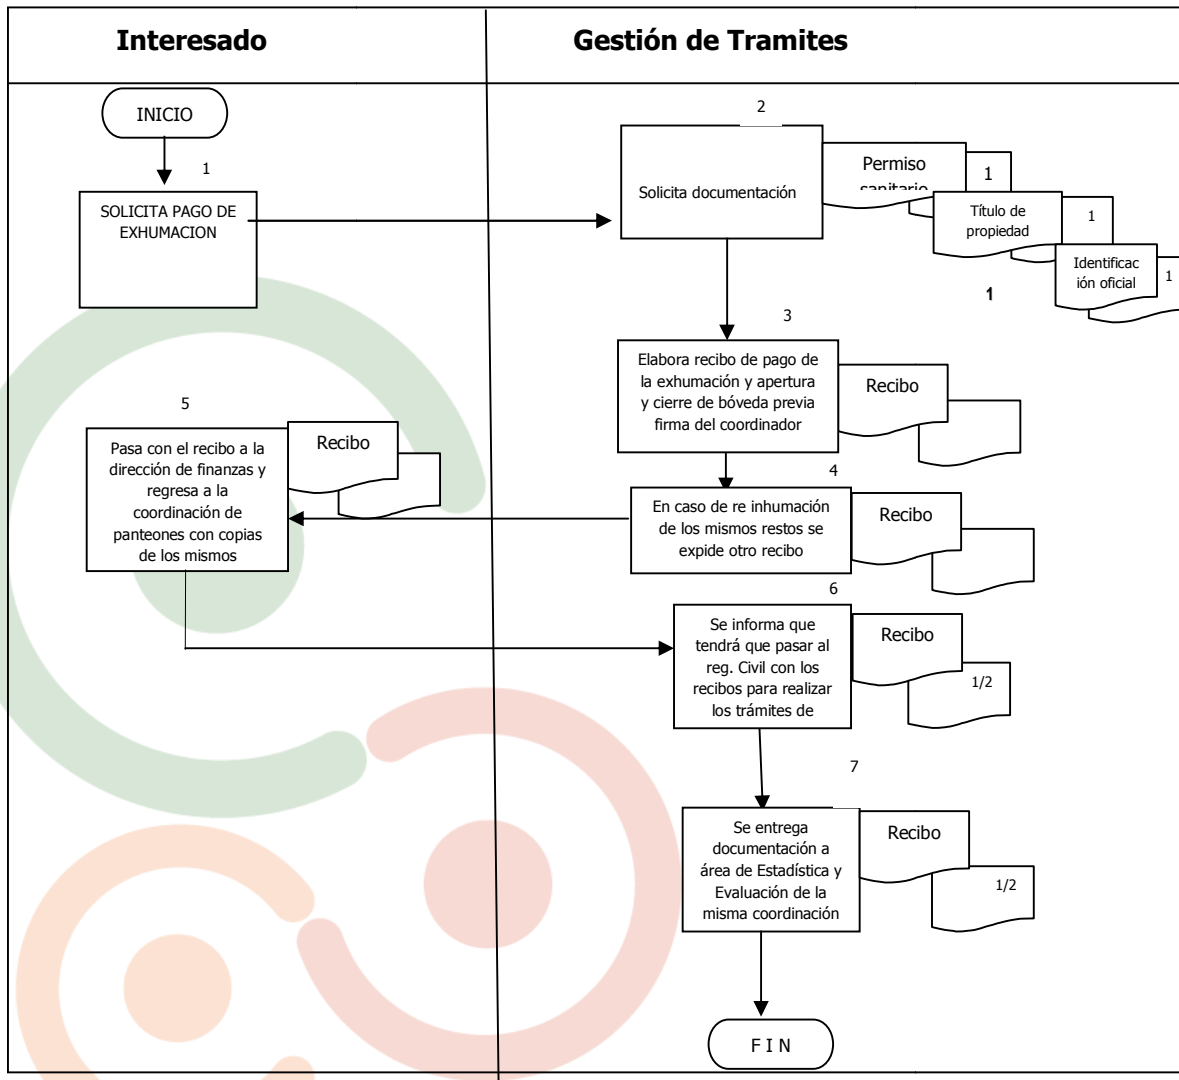 Interesado
Gestión de Tramites
INICIO
1
SOLICITA PAGO DE
EXHUMACION
2
Solicita documentación
Permiso
sanitario
1
Título de
propiedad
1
Identificac
ión oficial
1
1
3
Elabora recibo de pago de
la exhumación y apertura
y cierre de bóveda previa
firma del coordinador
Recibo
4
En caso de re inhumación
de los mismos restos se
expide otro recibo
Recibo
5
Pasa con el recibo a la
dirección de finanzas y
regresa a la
coordinación de
panteones con copias
de los mismos
Recibo
6
Se informa que
tendrá que pasar al
reg. Civil con los
recibos para realizar
los trámites de
Recibo
1/2
7
Se entrega
documentación a
área de Estadística y
Evaluación de la
misma coordinación
Recibo
1/2
F I N